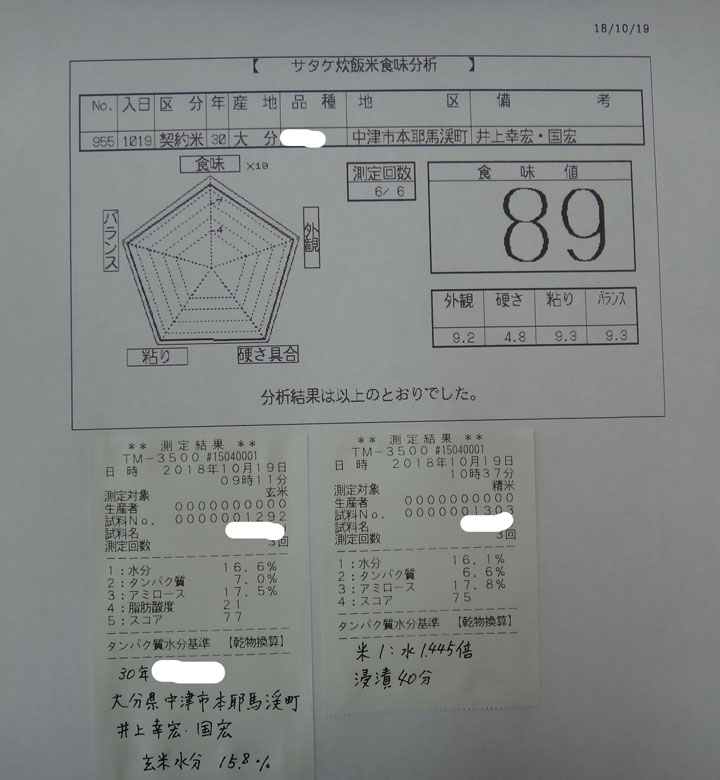 18/10/19
【 サタケ炊飯米食味分析 】
No. 入日 区分 年 産地 品種 地区 備考
955 1019 契約米 30 大分 中津市本耶馬渓町 井上幸宏・国宏
食味 ×10
7
4
バランス
外観
粘り
硬さ具合
測定回数
6/ 6
食味値
89
外観 硬さ 粘り バランス
9.2 4.8 9.3 9.3
分析結果は以上のとおりでした。
** 測定結果 **
TM-3500 #15040001
日時 2018年10月19日
09時11分
測定対象 玄米
生産者 0000000000
試料No. 0000001292
試料名
測定回数 3回
1:水分 16.6%
2:タンパク質 7.0%
3:アミロース 17.5%
4:脂肪酸度 21
5:スコア 77
タンパク質水分基準 【乾物換算】
30年
大分県中津市本耶馬渓町
井上幸宏・国宏
玄米水分 15.8%
** 測定結果 **
TM-3500 #15040001
日時 2018年10月19日
10時37分
測定対象 精米
生産者 0000000000
試料No. 0000001303
試料名
測定回数 3回
1:水分 16.1%
2:タンパク質 6.6%
3:アミロース 17.8%
4:スコア 75
タンパク質水分基準 【乾物換算】
米1:水1.445倍
浸漬40分